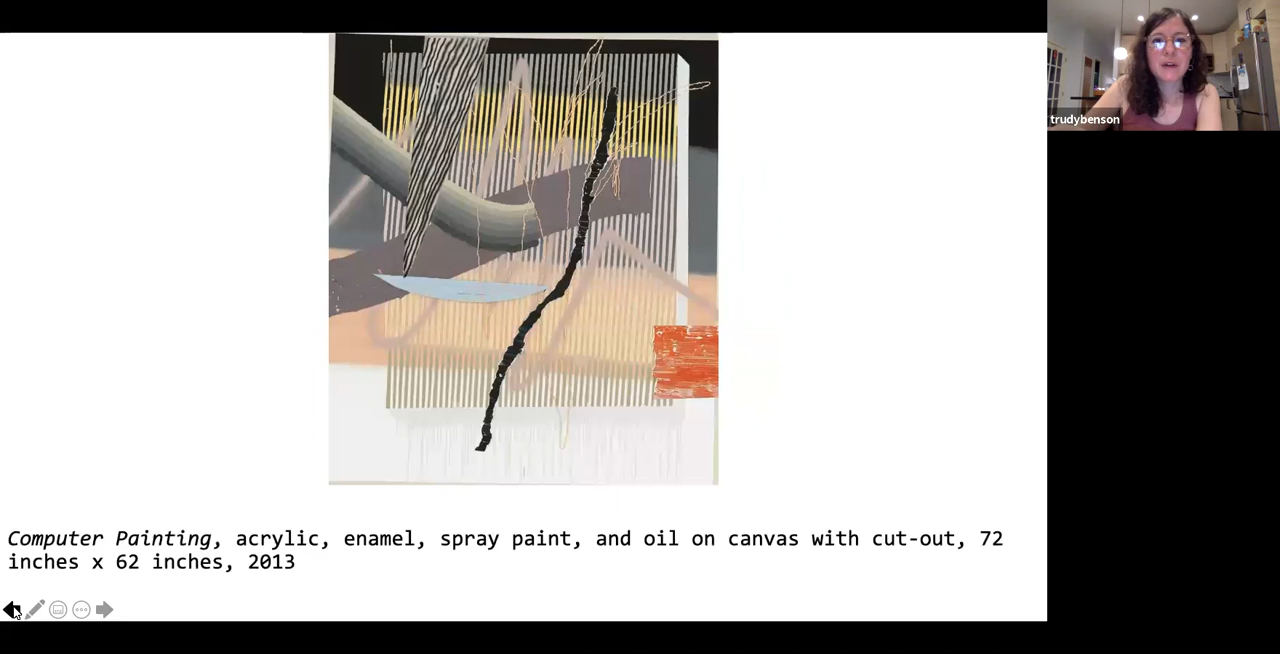 trudybenson
Computer Painting, acrylic, enamel, spray paint, and oil on canvas with cut-out, 72
inches x 62 inches, 2013